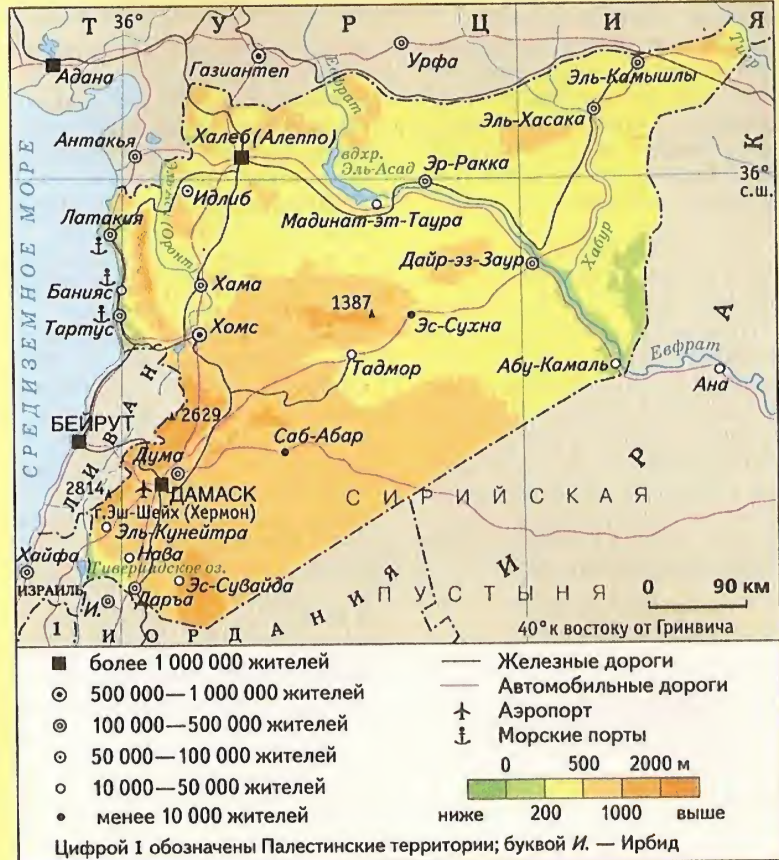 Т У Р Ц И Я
36°
Адана
Газиантеп
Урфа
Евфрат
Эль-Камышлы
Тигр
Антакья
Халеб (Алеппо)
Эль-Хасака
вдхр.
Эль-Асад
Эр-Ракка
36°
с.ш.
Идлиб
Латакия
Мадинат-эт-Таура
Хабур
Дайр-эз-Заур
СРЕДИЗЕМНОЕ МОРЕ
Банияс
Хама
1387
Эс-Сухна
Тартус
Хомс
Тадмор
Абу-Камаль
Евфрат
Ана
ЛИВАН
БЕЙРУТ
2629
Саб-Абар
Дума
2814
ДАМАСК
СИРИЙСКАЯ
г.Эш-Шейх (Хермон)
Эль-Кунейтра
Нава
Хайфа
Тивериадское оз.
Эс-Сувайда
ПУСТЫНЯ
ИРАК
0 90 км
ИЗРАИЛЬ
И.
Даръа
1
ИОРДАНИЯ
40° к востоку от Гринвича
более 1 000 000 жителей
500 000—1 000 000 жителей
100 000—500 000 жителей
50 000—100 000 жителей
10 000—50 000 жителей
менее 10 000 жителей
Железные дороги
Автомобильные дороги
Аэропорт
Морские порты
0 500 2000 м
ниже 200 1000 выше
Цифрой 1 обозначены Палестинские территории; буквой И. — Ирбид